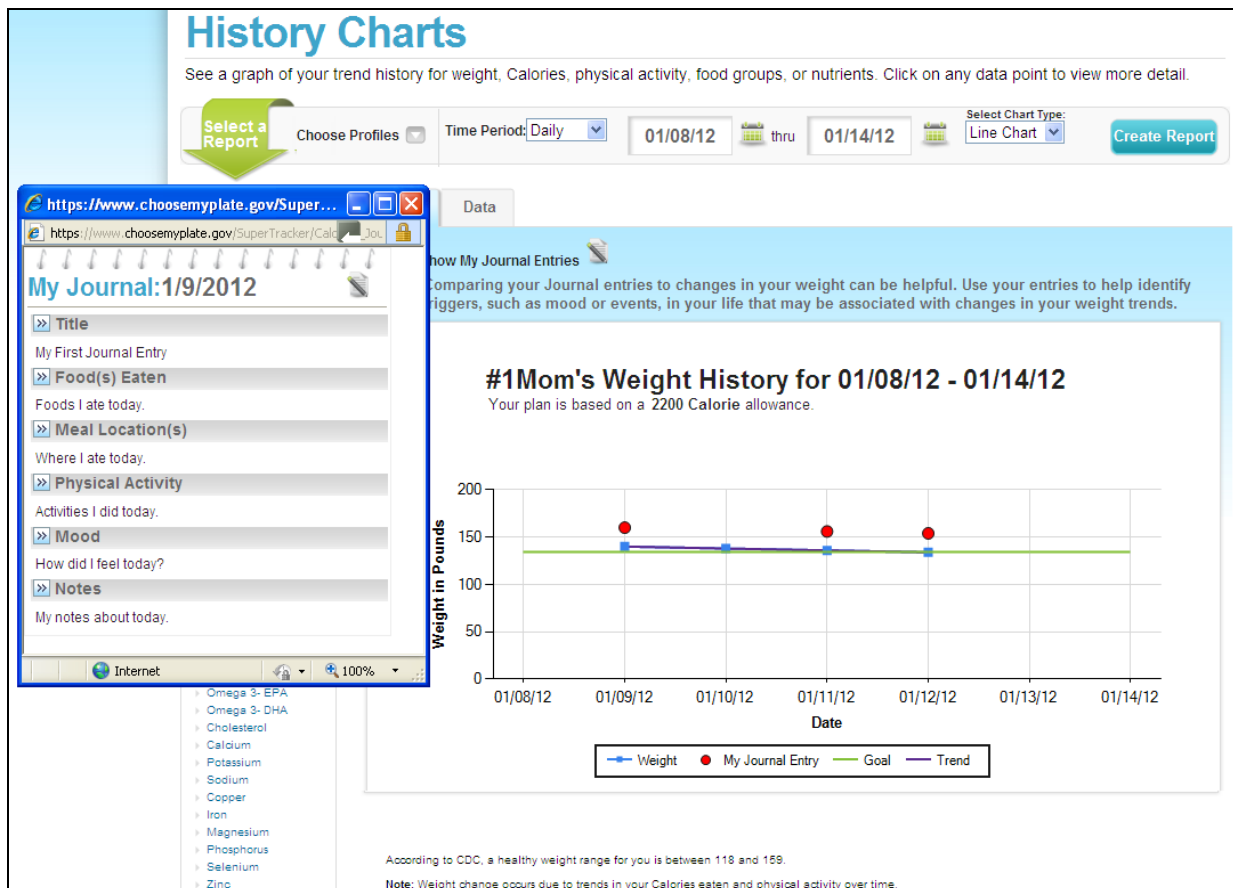 History Charts
See a graph of your trend history for weight, Calories, physical activity, food groups, or nutrients. Click on any data point to view more detail.
Select a
Report
Choose Profiles
Time Period: Daily
01/08/12
thru
01/14/12
Select Chart Type:
Line Chart
Create Report
https://www.choosemyplate.gov/Super...
https://www.choosemyplate.gov/SuperTracker/Calc
My Journal:1/9/2012
Title
My First Journal Entry
Food(s) Eaten
Foods I ate today.
Meal Location(s)
Where I ate today.
Physical Activity
Activities I did today.
Mood
How did I feel today?
Notes
My notes about today.
Internet
100%
Data
how My Journal Entries
Comparing your Journal entries to changes in your weight can be helpful. Use your entries to help identify
riggers, such as mood or events, in your life that may be associated with changes in your weight trends.
#1Mom's Weight History for 01/08/12 - 01/14/12
Your plan is based on a 2200 Calorie allowance.
Weight in Pounds
200
150
100
50
0
01/08/12 01/09/12 01/10/12 01/11/12 01/12/12 01/13/12 01/14/12
Date
Weight My Journal Entry Goal Trend
Omega 3- EPA
Omega 3- DHA
Cholesterol
Calcium
Potassium
Sodium
Copper
Iron
Magnesium
Phosphorus
Selenium
Zinc
According to CDC, a healthy weight range for you is between 118 and 159.
Note: Weight change occurs due to trends in your Calories eaten and physical activity over time.